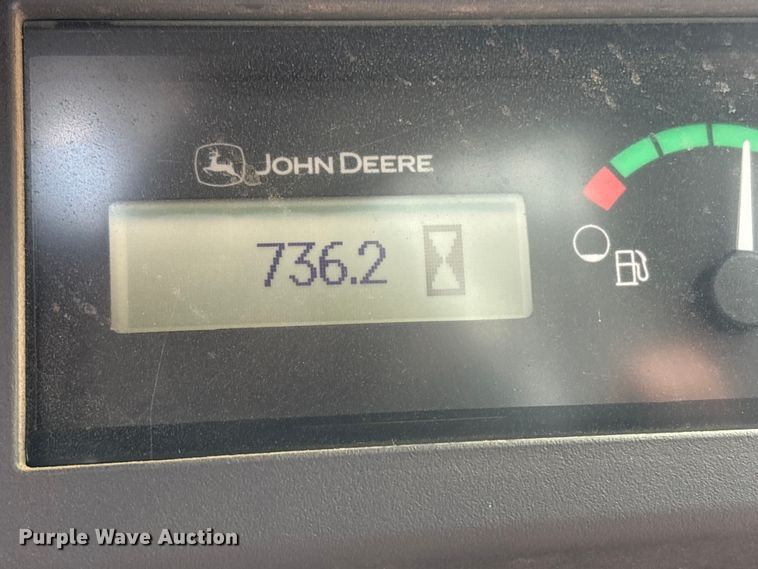 JOHN DEERE
736.2
Purple Wave Auction